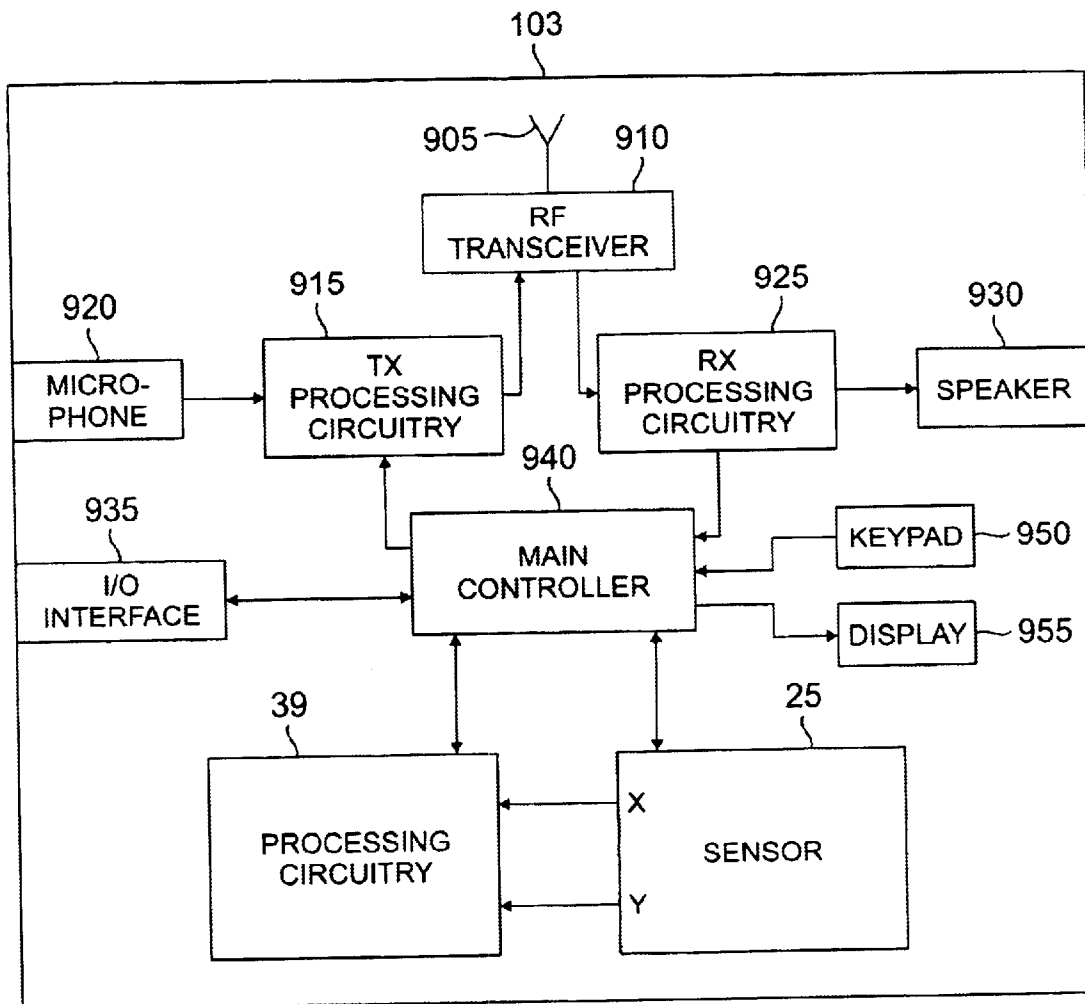 103
905
910
RF
TRANSCEIVER
915
925
920
930
MICRO-
PHONE
TX
PROCESSING
CIRCUITRY
RX
PROCESSING
CIRCUITRY
SPEAKER
940
935
MAIN
CONTROLLER
KEYPAD
950
I/O
INTERFACE
DISPLAY
955
39
25
X
PROCESSING
CIRCUITRY
SENSOR
Y